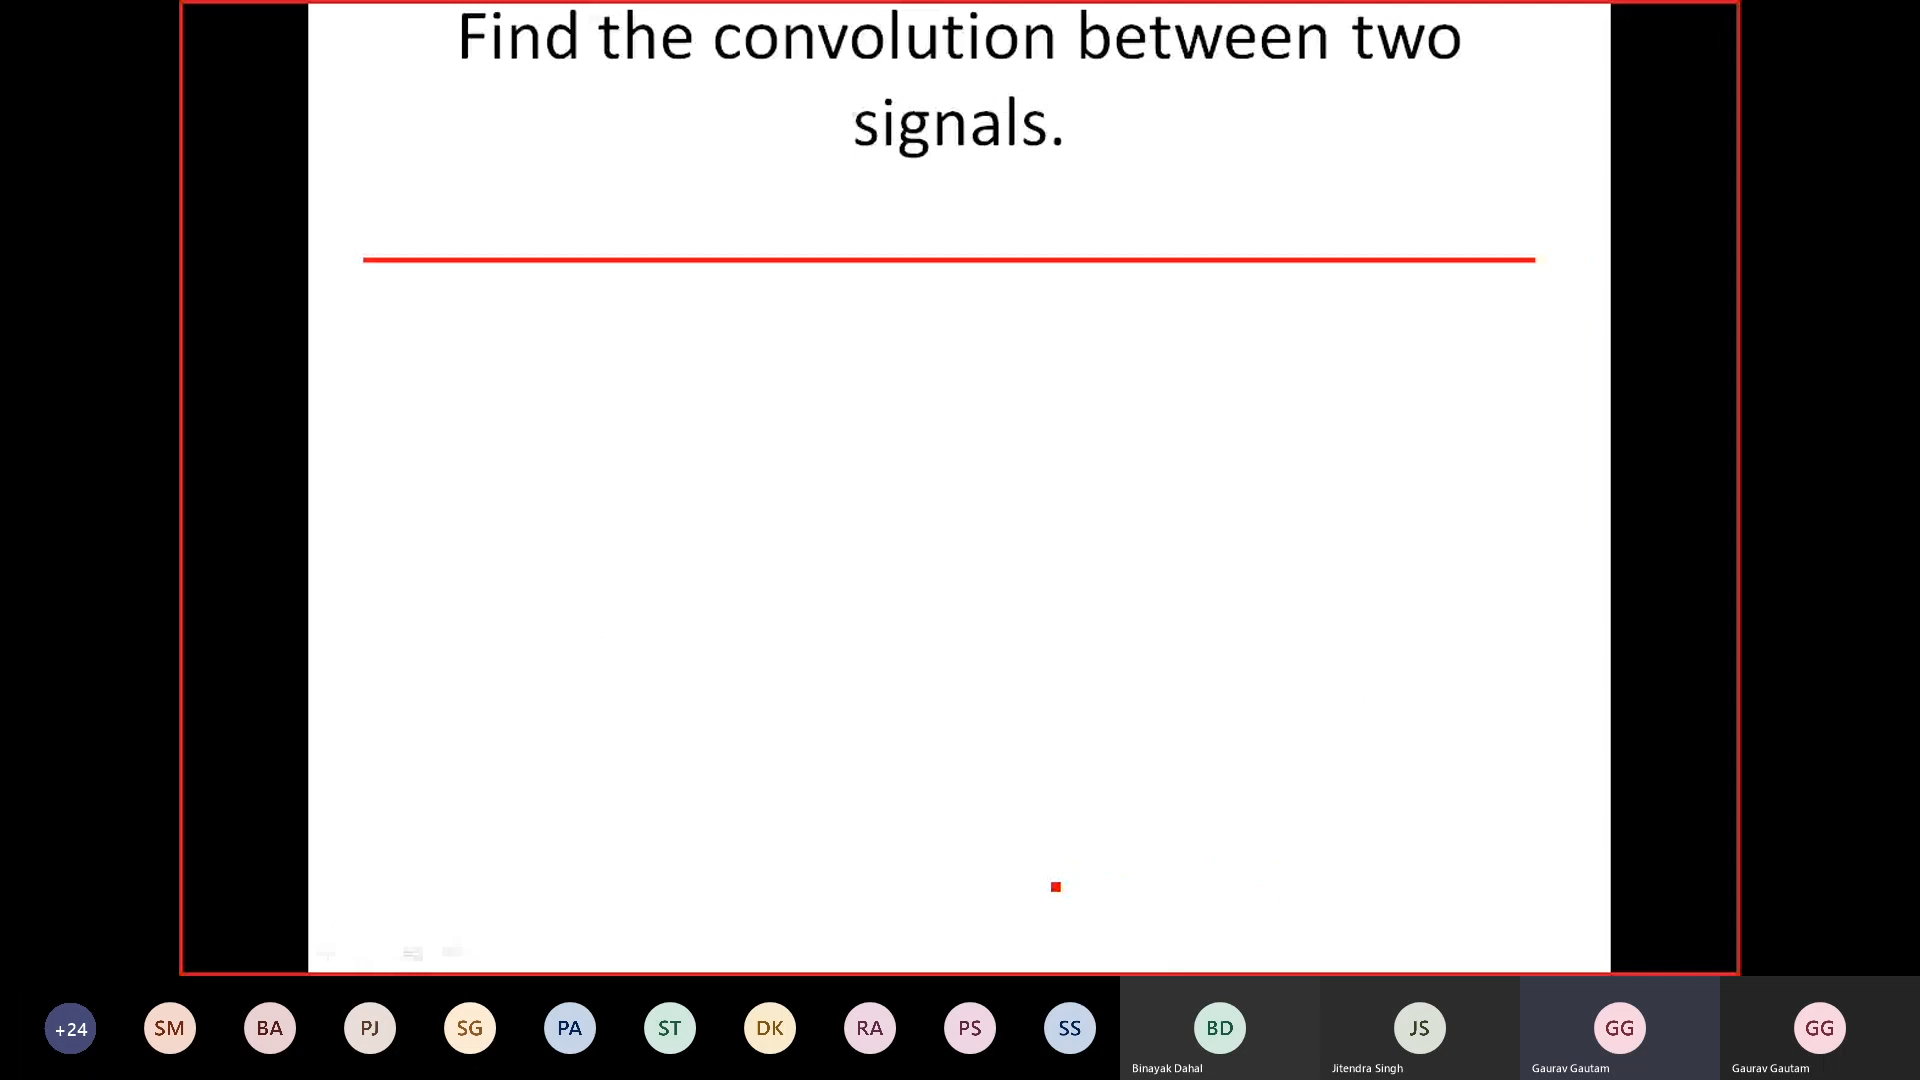 Find the convolution between two
signals.
+24
SM
BA
PJ
SG
PA
ST
DK
RA
PS
SS
BD
JS
GG
GG
Binayak Dahal
Jitendra Singh
Gaurav Gautam
Gaurav Gautam